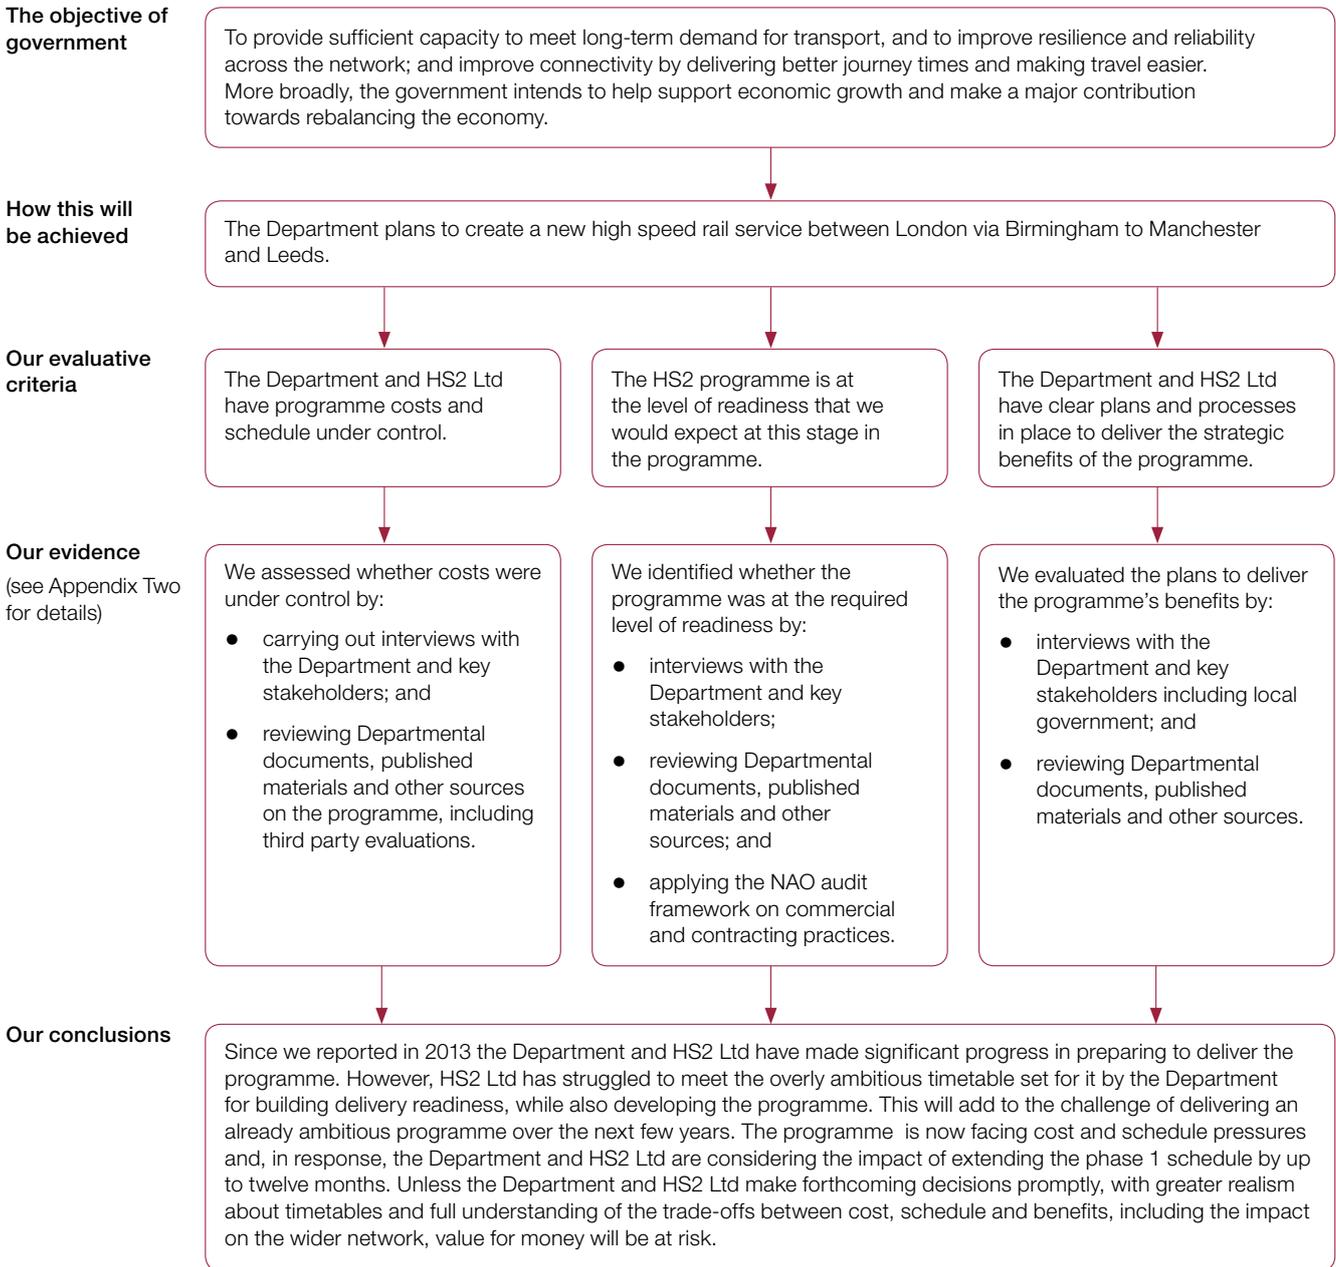 The objective of
government
To provide sufficient capacity to meet long-term demand for transport, and to improve resilience and reliability
across the network; and improve connectivity by delivering better journey times and making travel easier.
More broadly, the government intends to help support economic growth and make a major contribution
towards rebalancing the economy.
How this will
be achieved
The Department plans to create a new high speed rail service between London via Birmingham to Manchester
and Leeds.
Our evaluative
criteria
The Department and HS2 Ltd
have programme costs and
schedule under control.
The HS2 programme is at
the level of readiness that we
would expect at this stage in
the programme.
The Department and HS2 Ltd
have clear plans and processes
in place to deliver the strategic
benefits of the programme.
Our evidence
(see Appendix Two
for details)
We assessed whether costs were
under control by:
● carrying out interviews with
the Department and key
stakeholders; and
● reviewing Departmental
documents, published
materials and other sources
on the programme, including
third party evaluations.
We identified whether the
programme was at the required
level of readiness by:
● interviews with the
Department and key
stakeholders;
● reviewing Departmental
documents, published
materials and other
sources; and
● applying the NAO audit
framework on commercial
and contracting practices.
We evaluated the plans to deliver
the programme's benefits by:
● interviews with the
Department and key
stakeholders including local
government; and
● reviewing Departmental
documents, published
materials and other sources.
Our conclusions
Since we reported in 2013 the Department and HS2 Ltd have made significant progress in preparing to deliver the
programme. However, HS2 Ltd has struggled to meet the overly ambitious timetable set for it by the Department
for building delivery readiness, while also developing the programme. This will add to the challenge of delivering an
already ambitious programme over the next few years. The programme is now facing cost and schedule pressures
and, in response, the Department and HS2 Ltd are considering the impact of extending the phase 1 schedule by up
to twelve months. Unless the Department and HS2 Ltd make forthcoming decisions promptly, with greater realism
about timetables and full understanding of the trade-offs between cost, schedule and benefits, including the impact
on the wider network, value for money will be at risk.